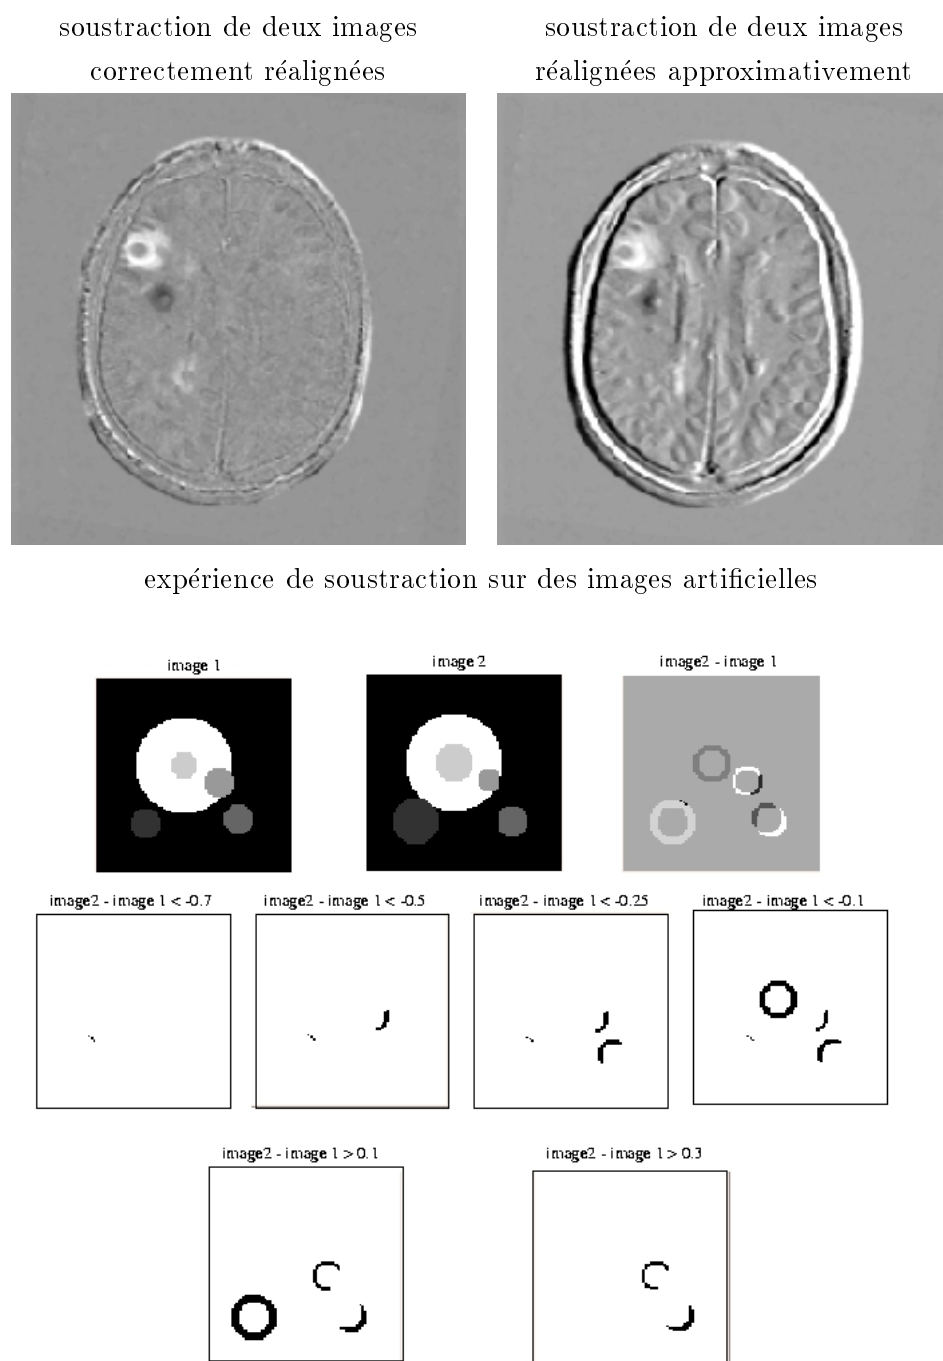 soustraction de deux images
correctement réalignées
soustraction de deux images
réalignées approximativement
expérience de soustraction sur des images artificielles
image 1
image 2
image2 - image 1
image2 - image 1 < -0.7
image2 - image 1 < -0.5
image2 - image 1 < -0.25
image2 - image 1 < -0.1
image2 - image 1 > 0.1
image2 - image 1 > 0.3